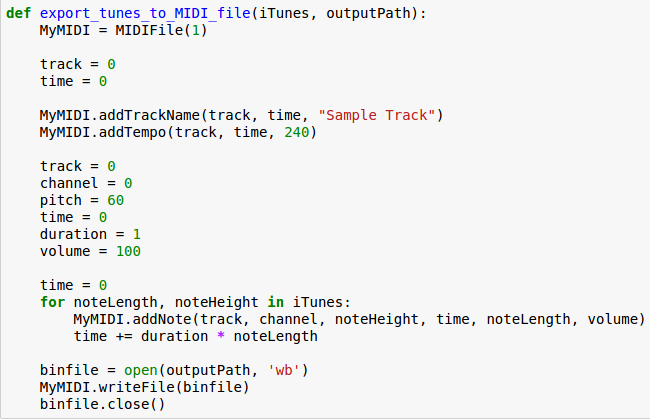 def export_tunes_to_MIDI_file(iTunes, outputPath):
    MyMIDI = MIDIFile(1)

    track = 0
    time = 0

    MyMIDI.addTrackName(track, time, "Sample Track")
    MyMIDI.addTempo(track, time, 240)

    track = 0
    channel = 0
    pitch = 60
    time = 0
    duration = 1
    volume = 100

    time = 0
    for noteLength, noteHeight in iTunes:
        MyMIDI.addNote(track, channel, noteHeight, time, noteLength, volume)
        time += duration * noteLength

    binfile = open(outputPath, 'wb')
    MyMIDI.writeFile(binfile)
    binfile.close()